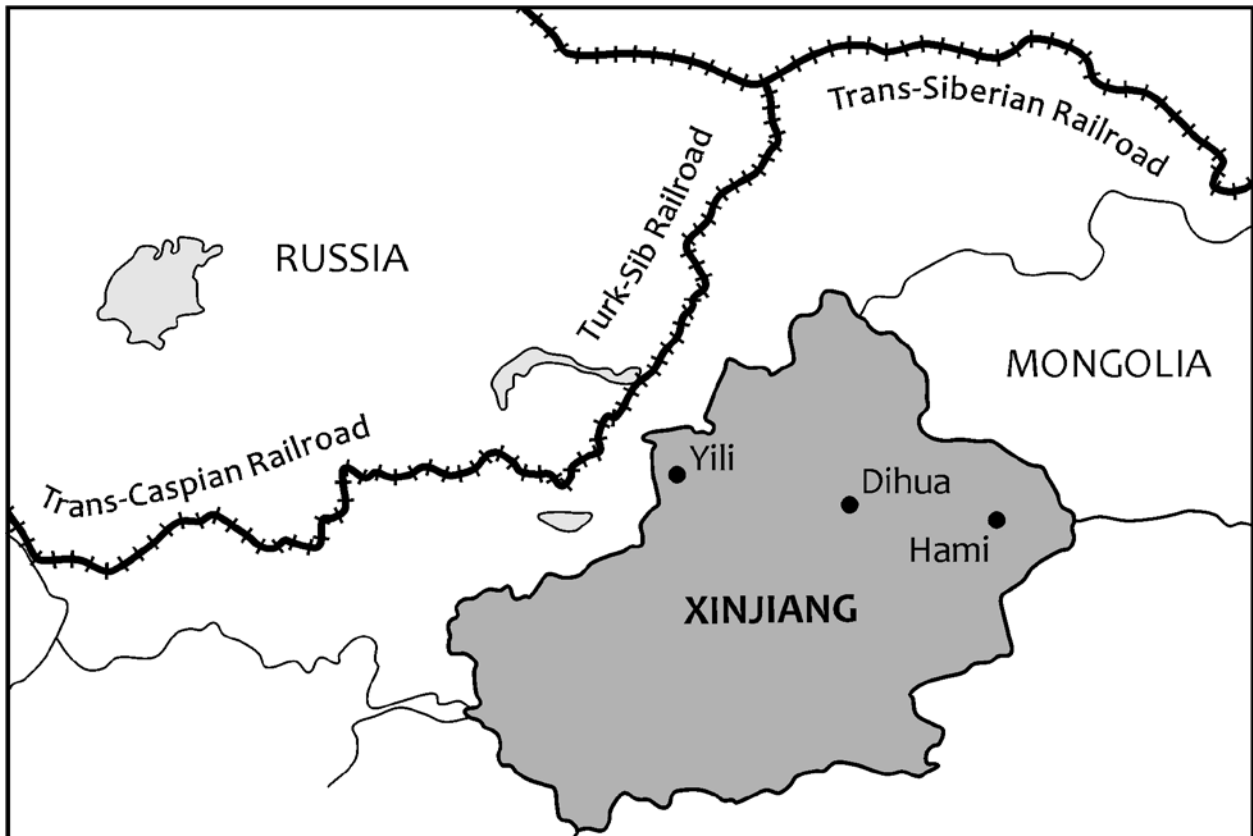 Trans-Siberian Railroad
Turk-Sib Railroad
RUSSIA
MONGOLIA
Trans-Caspian Railroad
Yili
Dihua
Hami
XINJIANG